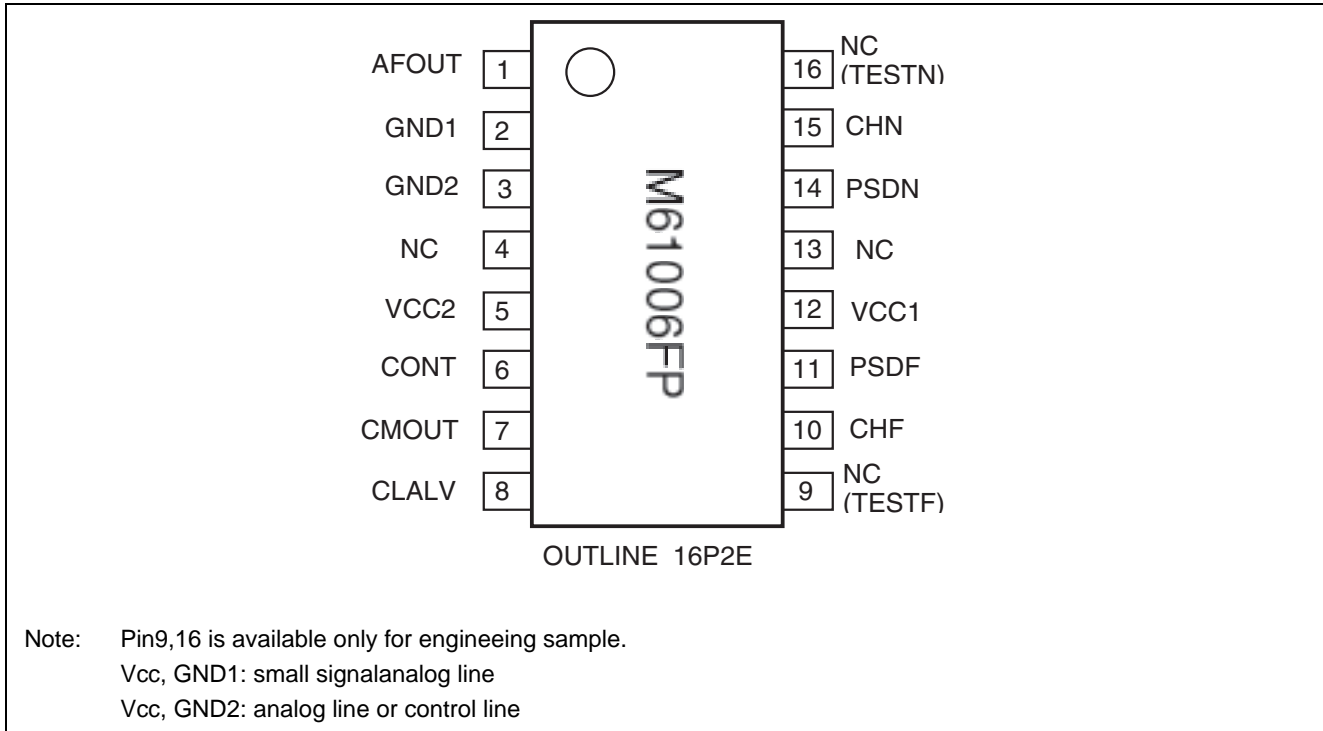 AFOUT 1
GND1 2
GND2 3
NC 4
VCC2 5
CONT 6
CMOUT 7
CLALV 8
M61006FP
16 NC
(TESTN)
15 CHN
14 PSDN
13 NC
12 VCC1
11 PSDF
10 CHF
9 NC
(TESTF)
OUTLINE 16P2E
Note: Pin9,16 is available only for engineeing sample.
Vcc, GND1: small signalanalog line
Vcc, GND2: analog line or control line